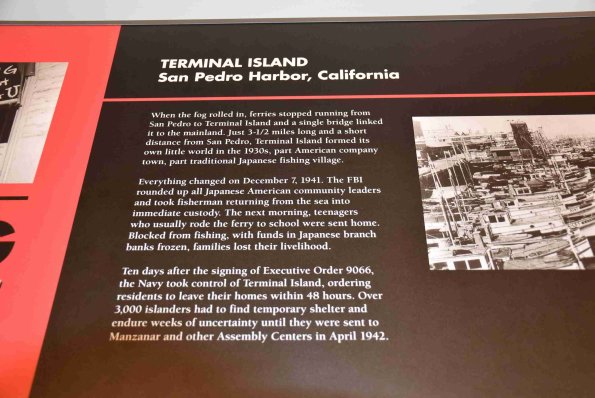 TERMINAL ISLAND
San Pedro Harbor, California
When the fog rolled in, ferries stopped running from
San Pedro to Terminal Island and a single bridge linked
it to the mainland. Just 3-1/2 miles long and a short
distance from San Pedro, Terminal Island formed its
own little world in the 1930s, part American company
town, part traditional Japanese fishing village.
Everything changed on December 7, 1941. The FBI
rounded up all Japanese American community leaders
and took fisherman returning from the sea into
immediate custody. The next morning, teenagers
who usually rode the ferry to school were sent home.
Blocked from fishing, with funds in Japanese branch
banks frozen, families lost their livelihood.
Ten days after the signing of Executive Order 9066,
the Navy took control of Terminal Island, ordering
residents to leave their homes within 48 hours. Over
3,000 islanders had to find temporary shelter and
endure weeks of uncertainty until they were sent to
Manzanar and other Assembly Centers in April 1942.